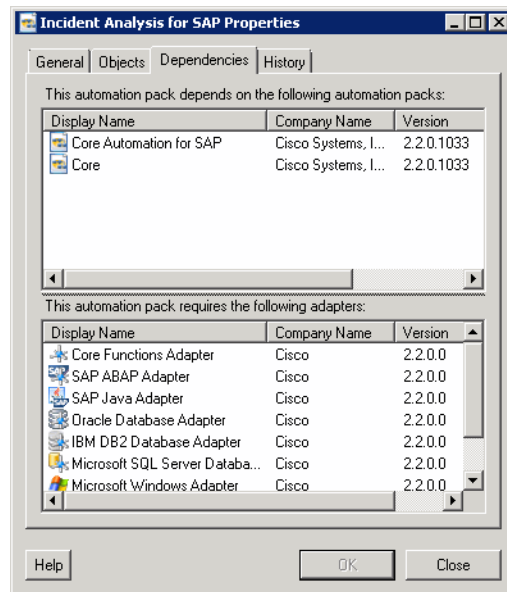 Incident Analysis for SAP Properties
General Objects Dependencies History
This automation pack depends on the following automation packs:
Display Name Company Name Version
Core Automation for SAP Cisco Systems, I... 2.2.0.1033
Core Cisco Systems, I... 2.2.0.1033
This automation pack requires the following adapters:
Display Name Company Name Version
Core Functions Adapter Cisco 2.2.0.0
SAP ABAP Adapter Cisco 2.2.0.0
SAP Java Adapter Cisco 2.2.0.0
Oracle Database Adapter Cisco 2.2.0.0
IBM DB2 Database Adapter Cisco 2.2.0.0
Microsoft SQL Server Databa... Cisco 2.2.0.0
Microsoft Windows Adapter Cisco 2.2.0.0
Help OK Close